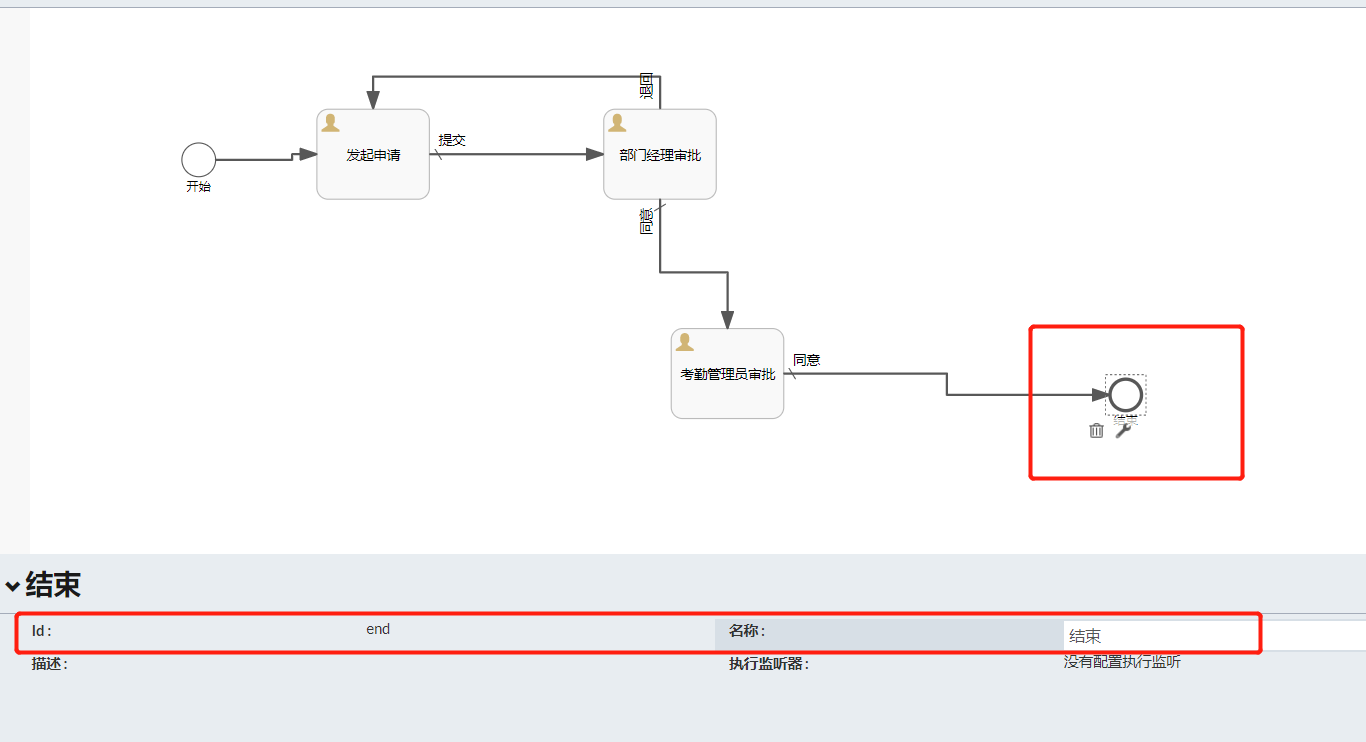 退回
提交
发起申请
部门经理审批
开始
同意
同意
考勤管理员审批
结束
结束
Id :
end
名称 :
结束
描述 :
执行监听器 :
没有配置执行监听